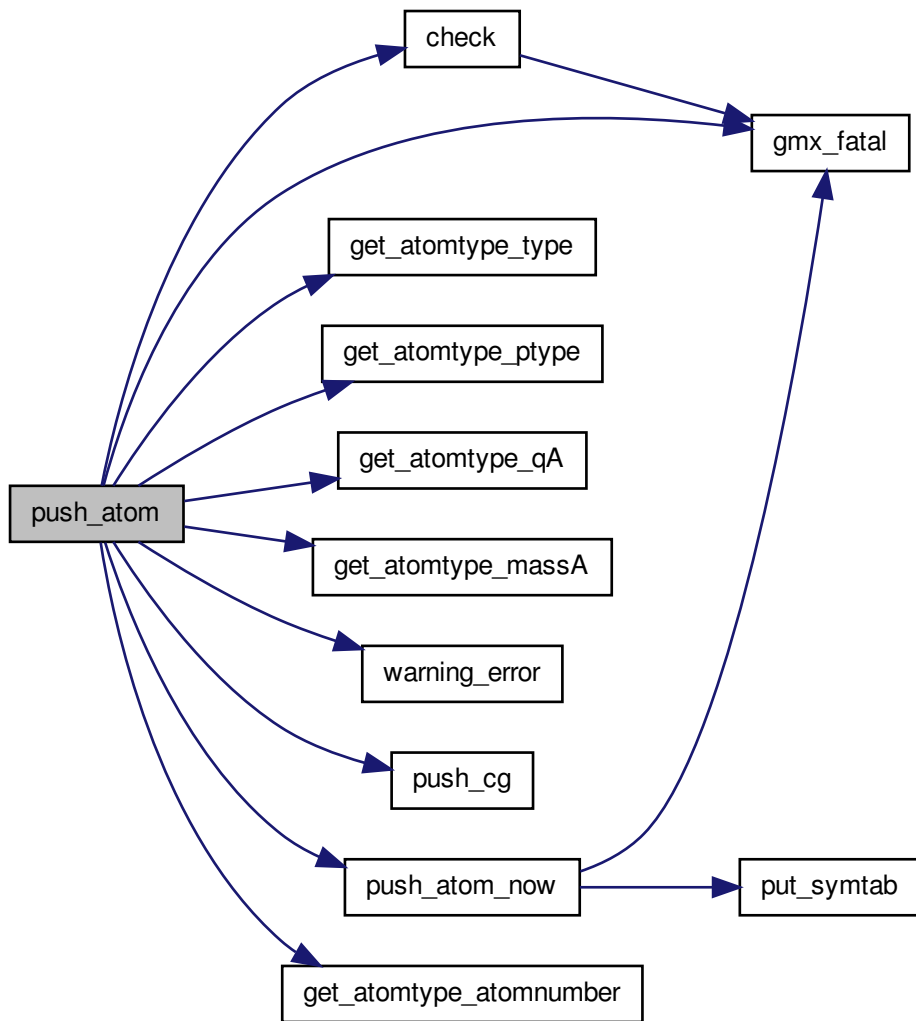 check
gmx_fatal
get_atomtype_type
get_atomtype_ptype
get_atomtype_qA
push_atom
get_atomtype_massA
warning_error
push_cg
push_atom_now
put_symtab
get_atomtype_atomnumber